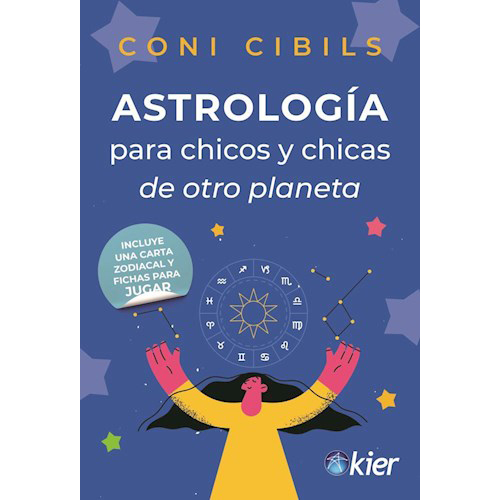 CONI CIBILS
ASTROLOGÍA
para chicos y chicas
de otro planeta
INCLUYE
UNA CARTA
ZODIACAL Y
FICHAS PARA
JUGAR
kier